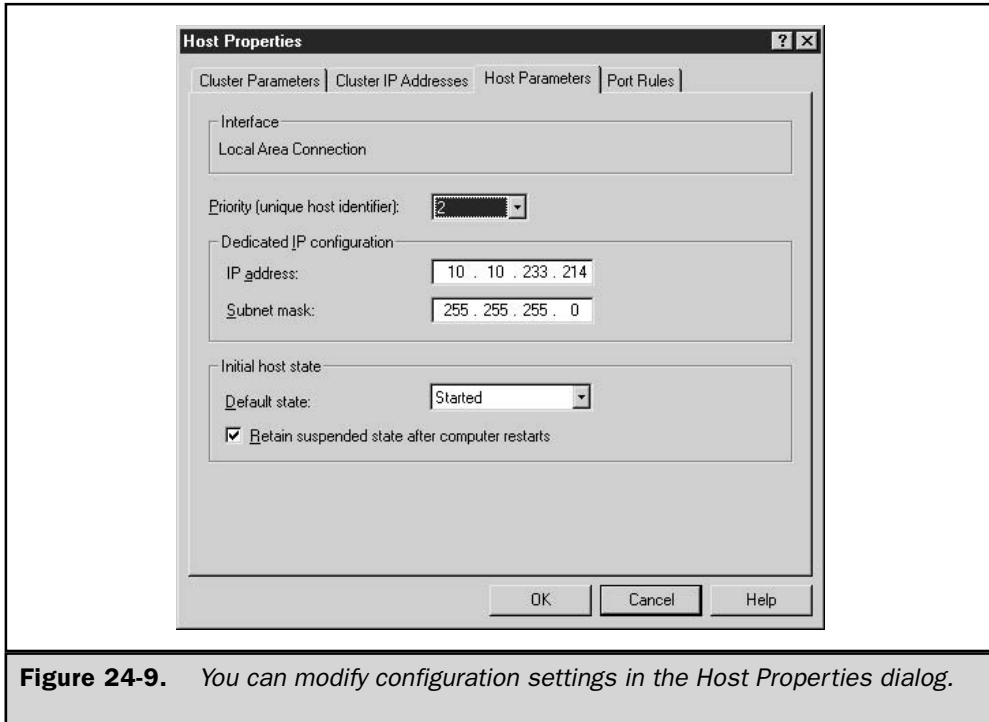 Host Properties
Cluster Parameters Cluster IP Addresses Host Parameters Port Rules
Interface
Local Area Connection
Priority (unique host identifier): 2
Dedicated IP configuration
IP address: 10 . 10 . 233 . 214
Subnet mask: 255 . 255 . 255 . 0
Initial host state
Default state: Started
Retain suspended state after computer restarts
OK Cancel Help
Figure 24-9. You can modify configuration settings in the Host Properties dialog.